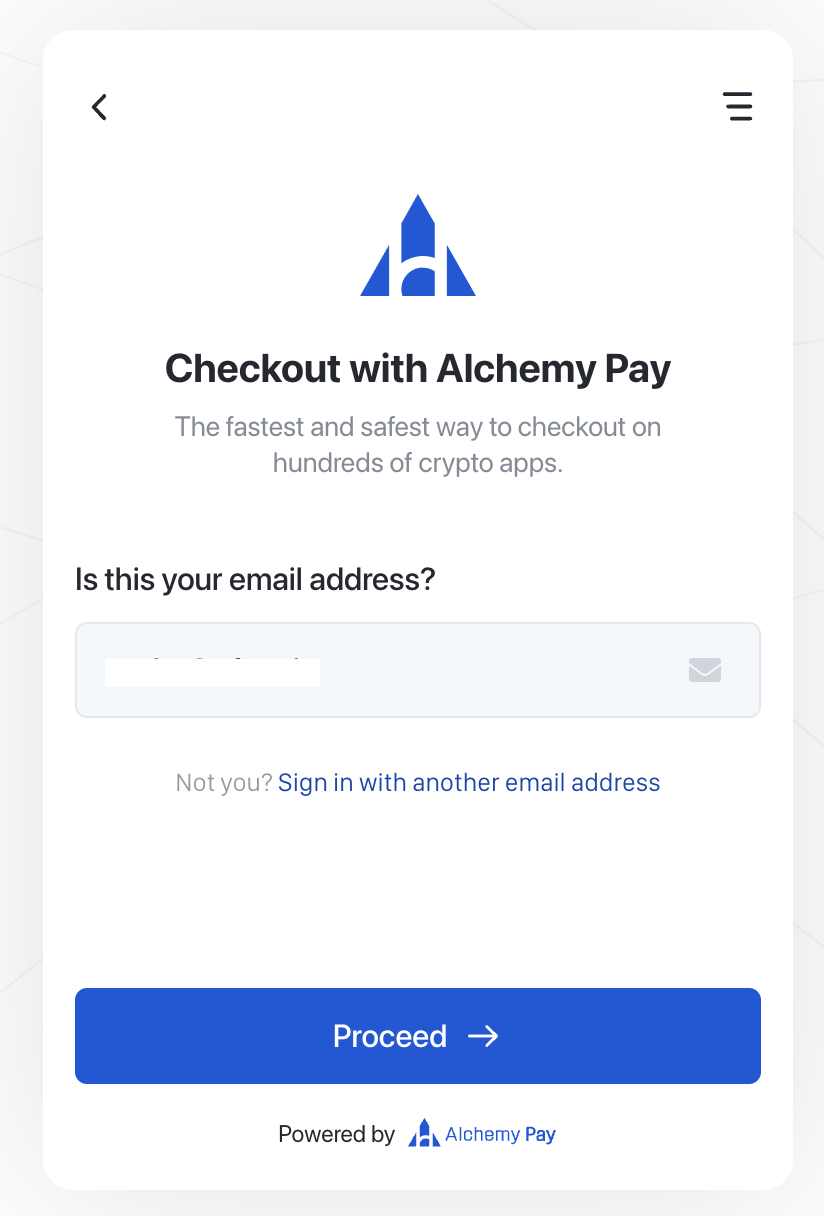 Checkout with Alchemy Pay
The fastest and safest way to checkout on
hundreds of crypto apps.
Is this your email address?
Not you? Sign in with another email address
Proceed
Powered by Alchemy Pay